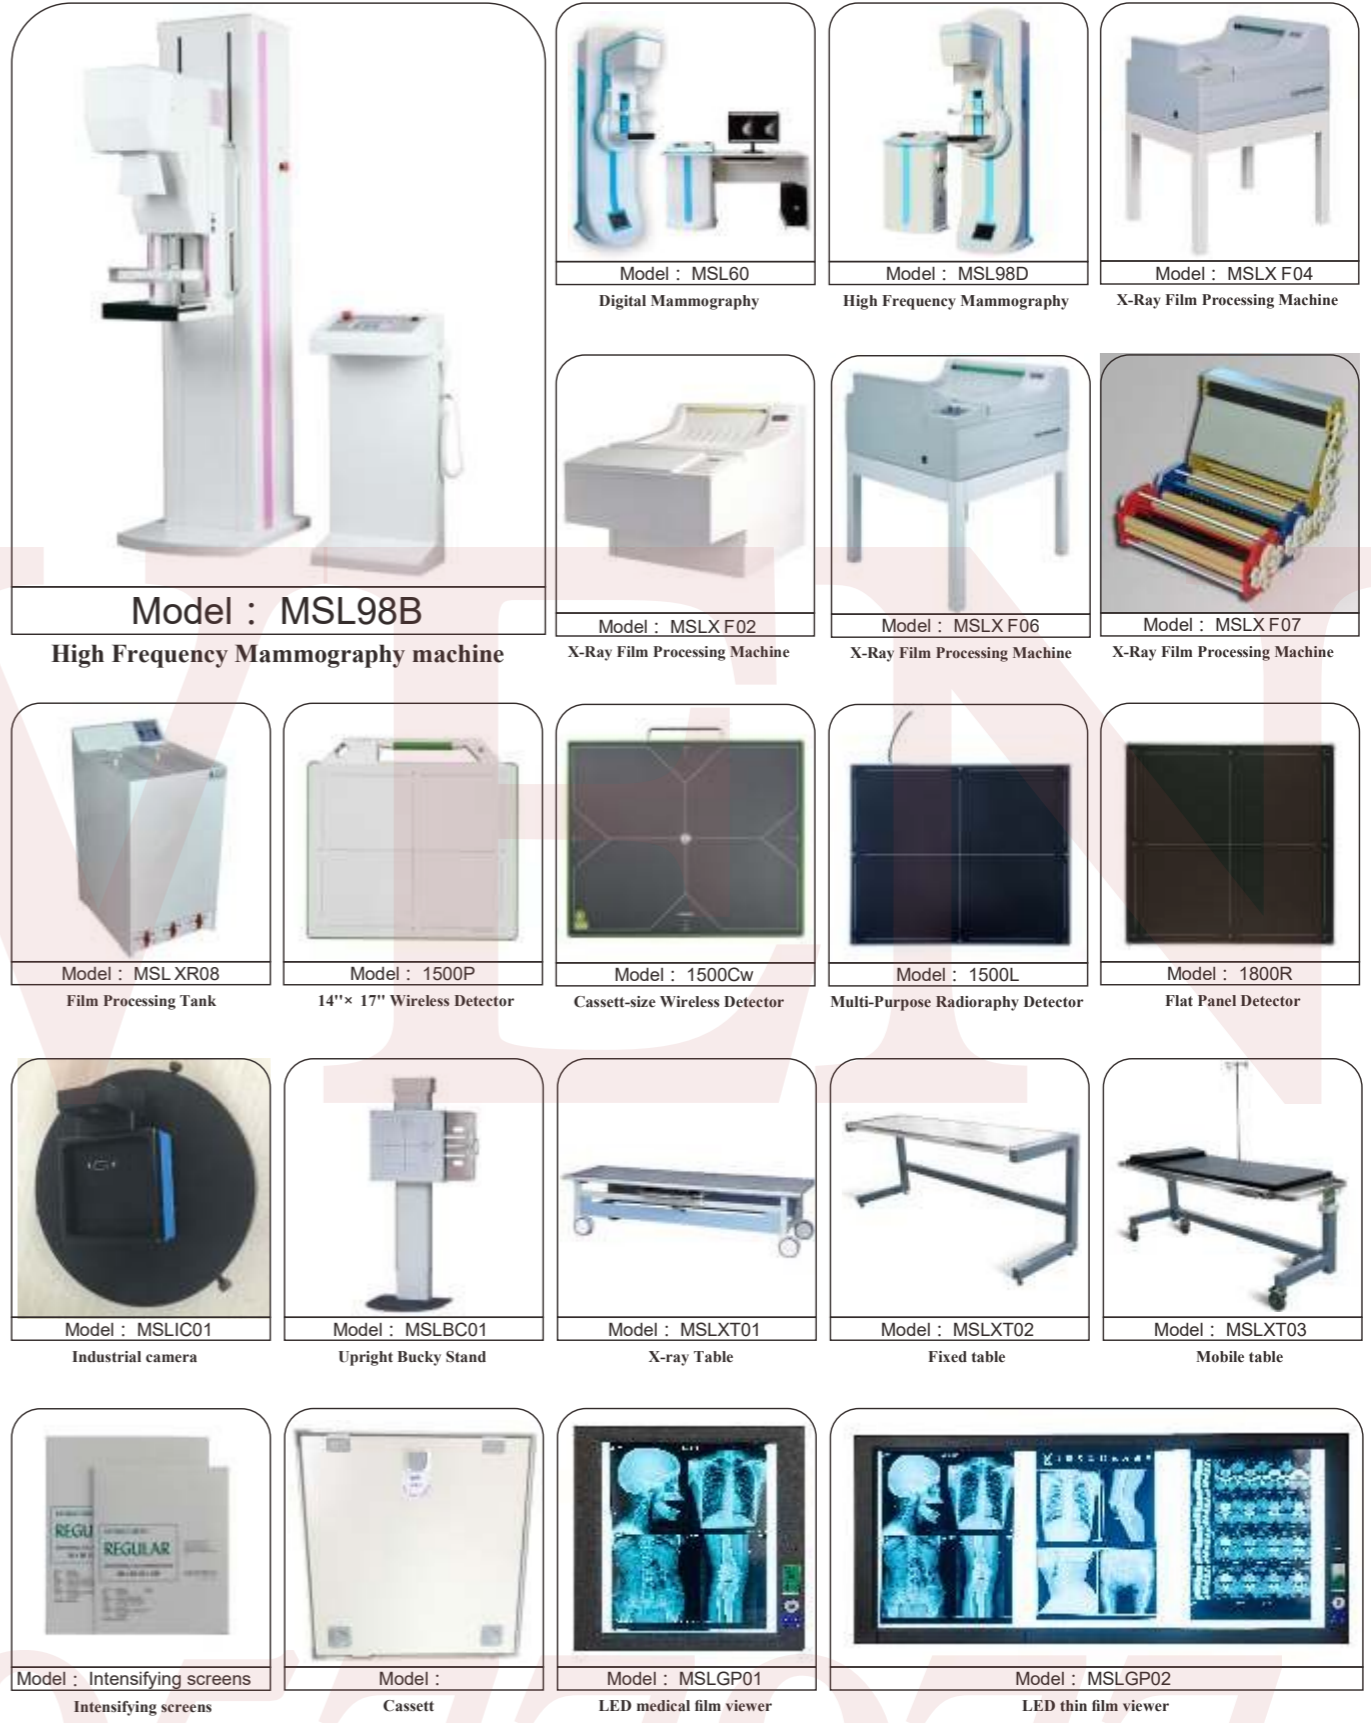 Model： MSL60
Digital Mammography
Model： MSL98D
High Frequency Mammography
Model： MSLX F04
X-Ray Film Processing Machine
Model： MSL98B
High Frequency Mammography machine
Model： MSLX F02
X-Ray Film Processing Machine
Model： MSLX F06
X-Ray Film Processing Machine
Model： MSLX F07
X-Ray Film Processing Machine
Model： MSL XR08
Film Processing Tank
Model： 1500P
14"× 17" Wireless Detector
Model： 1500Cw
Cassett-size Wireless Detector
Model： 1500L
Multi-Purpose Radioraphy Detector
Model： 1800R
Flat Panel Detector
Model： MSLIC01
Industrial camera
Model： MSLBC01
Upright Bucky Stand
Model： MSLXT01
X-ray Table
Model： MSLXT02
Fixed table
Model： MSLXT03
Mobile table
REGU
REGULAR
Model： Intensifying screens
Intensifying screens
Model：
Cassett
Model： MSLGP01
LED medical film viewer
Model： MSLGP02
LED thin film viewer